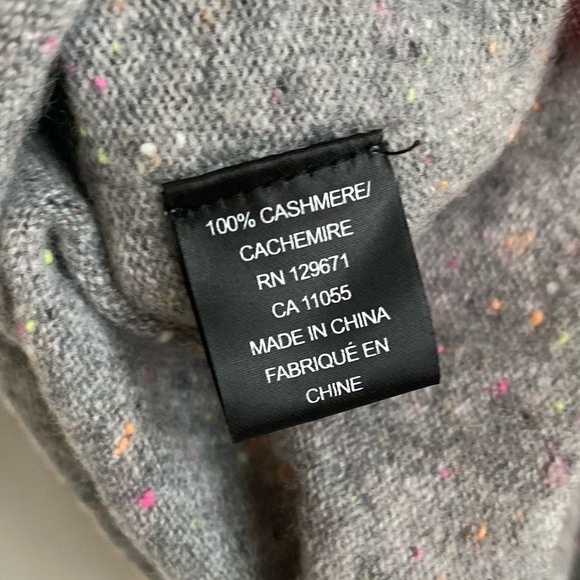 100% CASHMERE/
CACHEMIRE
RN 129671
CA 11055
MADE IN CHINA
FABRIQUÉ EN
CHINE